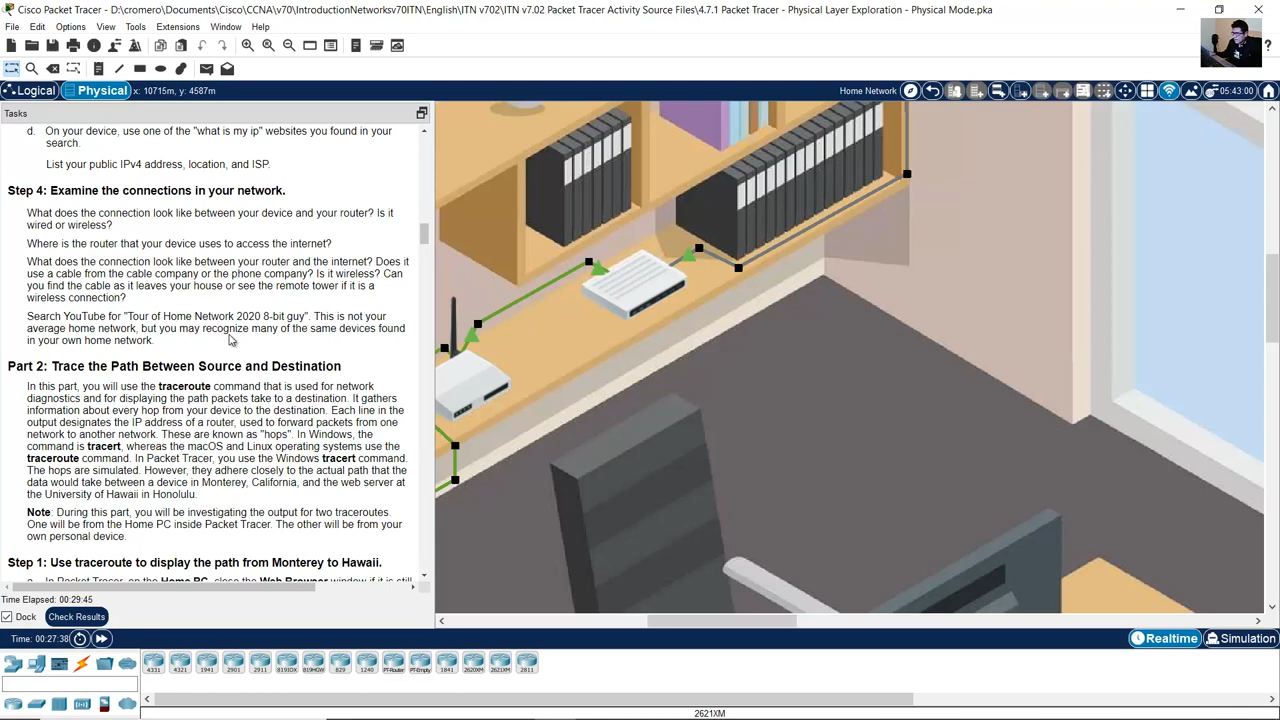 Cisco Packet Tracer - D:\cromero\Documents\Cisco\CCNA\v70\IntroductionNetworksv70ITN\English\ITN v702\ITN v7.02 Packet Tracer Activity Source Files\4.7.1 Packet Tracer - Physical Layer Exploration - Physical Mode.pka
File Edit Options View Tools Extensions Window Help
Logical Physical x: 10715m, y: 4587m Home Network 05:43:00
Tasks
d. On your device, use one of the "what is my ip" websites you found in your
search.
List your public IPv4 address, location, and ISP.
Step 4: Examine the connections in your network.
What does the connection look like between your device and your router? Is it
wired or wireless?
Where is the router that your device uses to access the internet?
What does the connection look like between your router and the internet? Does it
use a cable from the cable company or the phone company? Is it wireless? Can
you find the cable as it leaves your house or see the remote tower if it is a
wireless connection?
Search YouTube for "Tour of Home Network 2020 8-bit guy". This is not your
average home network, but you may recognize many of the same devices found
in your own home network.
Part 2: Trace the Path Between Source and Destination
In this part, you will use the traceroute command that is used for network
diagnostics and for displaying the path packets take to a destination. It gathers
information about every hop from your device to the destination. Each line in the
output designates the IP address of a router, used to forward packets from one
network to another network. These are known as "hops". In Windows, the
command is tracert, whereas the macOS and Linux operating systems use the
traceroute command. In Packet Tracer, you use the Windows tracert command.
The hops are simulated. However, they adhere closely to the actual path that the
data would take between a device in Monterey, California, and the web server at
the University of Hawaii in Honolulu.
Note: During this part, you will be investigating the output for two traceroutes.
One will be from the Home PC inside Packet Tracer. The other will be from your
own personal device.
Step 1: Use traceroute to display the path from Monterey to Hawaii.
a. In Packet Tracer, on the Home PC, close the Web Browser window if it is still
Time Elapsed: 00:29:45
Dock Check Results
Time: 00:27:38 Realtime Simulation
4331 4321 1941 2901 2911 819IOX 819HGW 829 1240 PT-Router PT-Empty 1841 2620XM 2621XM 2811
2621XM